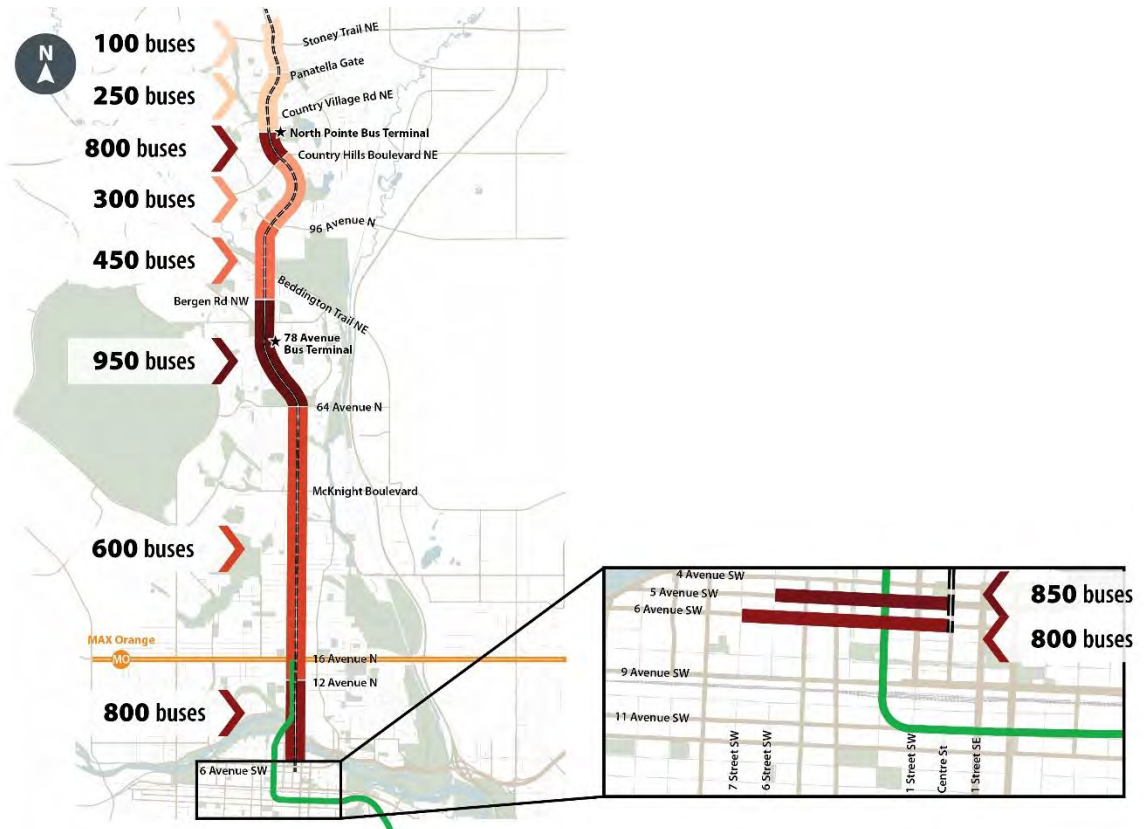 N
100 buses
Stoney Trail NE
Panatella Gate
250 buses
Country Village Rd NE
North Pointe Bus Terminal
800 buses
Country Hills Boulevard NE
300 buses
96 Avenue N
450 buses
Beddington Trail NE
Bergen Rd NW
78 Avenue
Bus Terminal
950 buses
64 Avenue N
McKnight Boulevard
600 buses
MAX Orange
MO
16 Avenue N
12 Avenue N
800 buses
6 Avenue SW
4 Avenue SW
5 Avenue SW
850 buses
6 Avenue SW
800 buses
9 Avenue SW
11 Avenue SW
7 Street SW
6 Street SW
1 Street SW
Centre St
1 Street SE